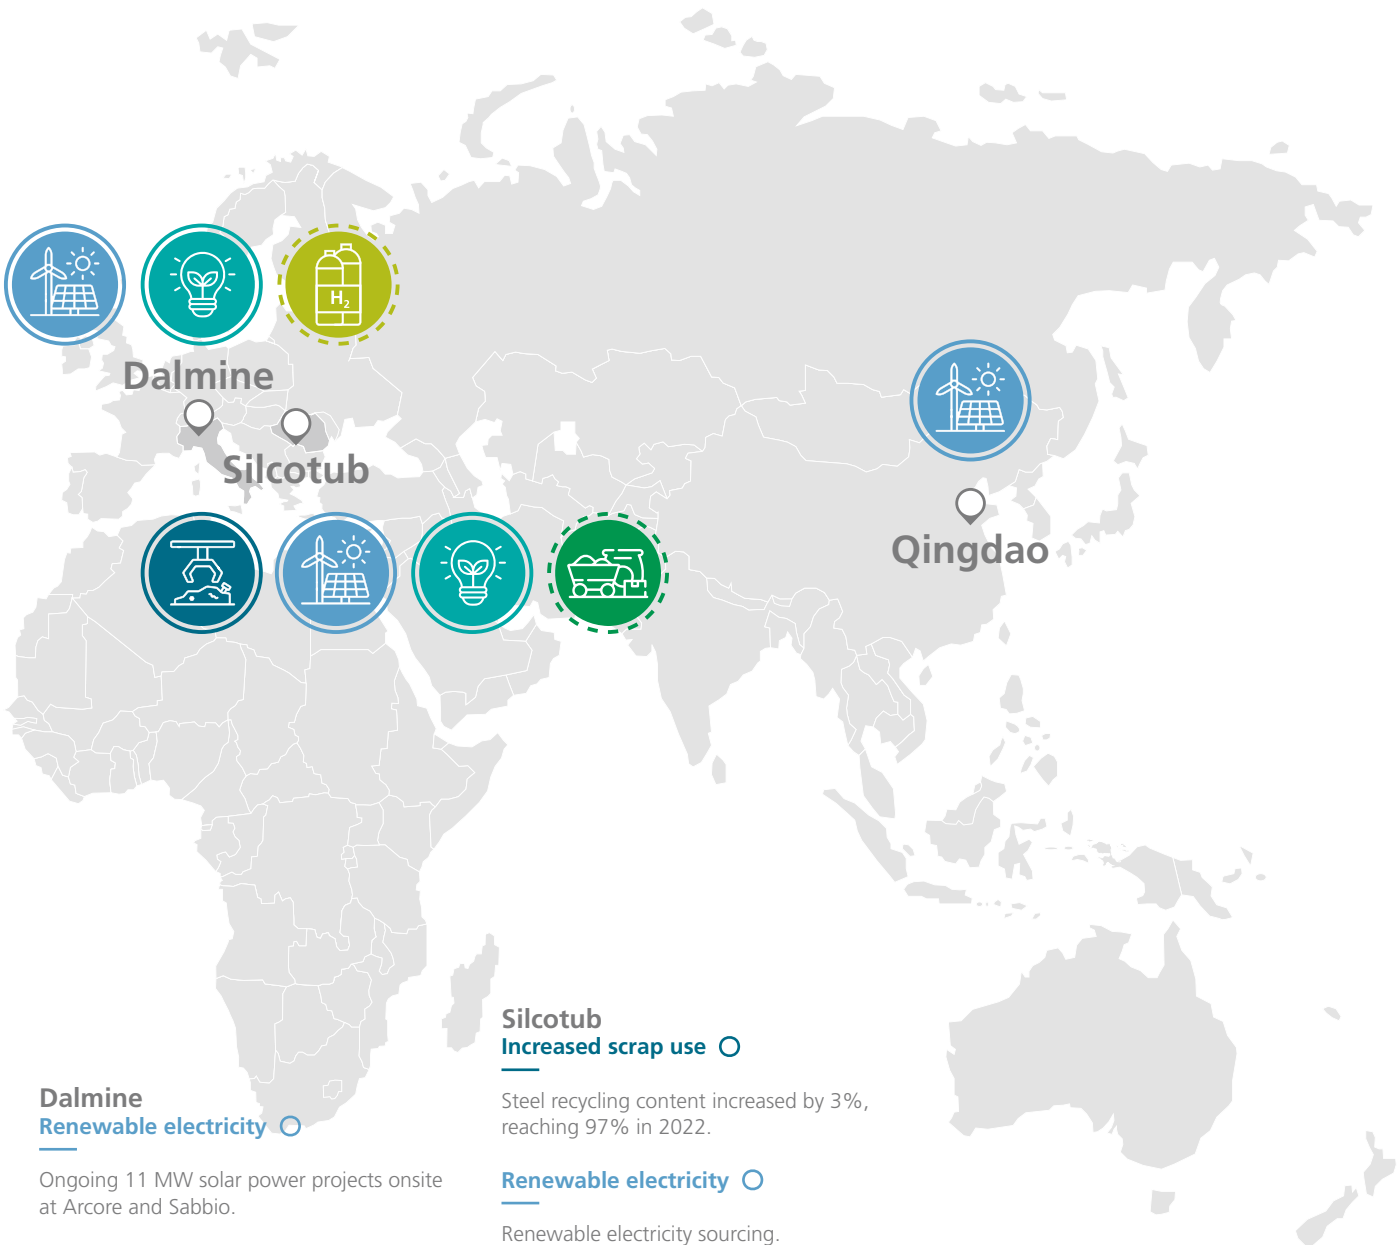 H2
Dalmine
Silcotub
Qingdao
Dalmine
Renewable electricity
Ongoing 11 MW solar power projects onsite
at Arcore and Sabbio.
Silcotub
Increased scrap use
Steel recycling content increased by 3%,
reaching 97% in 2022.
Renewable electricity
Renewable electricity sourcing.